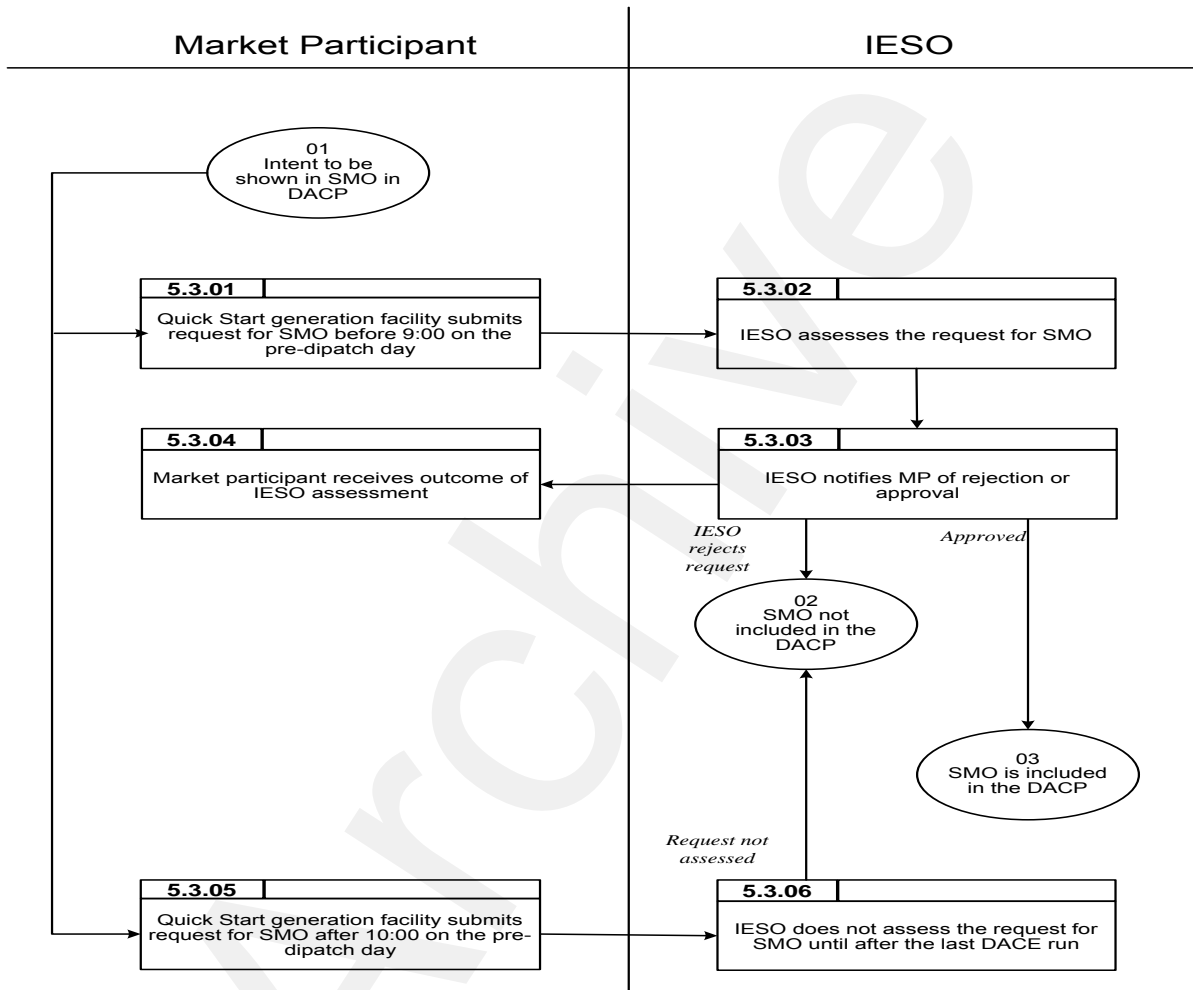 Market Participant
IESO
01
Intent to be
shown in SMO in
DACP
5.3.01
Quick Start generation facility submits
request for SMO before 9:00 on the
pre-dipatch day
5.3.02
IESO assesses the request for SMO
5.3.04
Market participant receives outcome of
IESO assessment
5.3.03
IESO notifies MP of rejection or
approval
IESO
rejects
request
Approved
02
SMO not
included in the
DACP
03
SMO is included
in the DACP
Request not
assessed
5.3.05
Quick Start generation facility submits
request for SMO after 10:00 on the pre-
dipatch day
5.3.06
IESO does not assess the request for
SMO until after the last DACE run
Archive